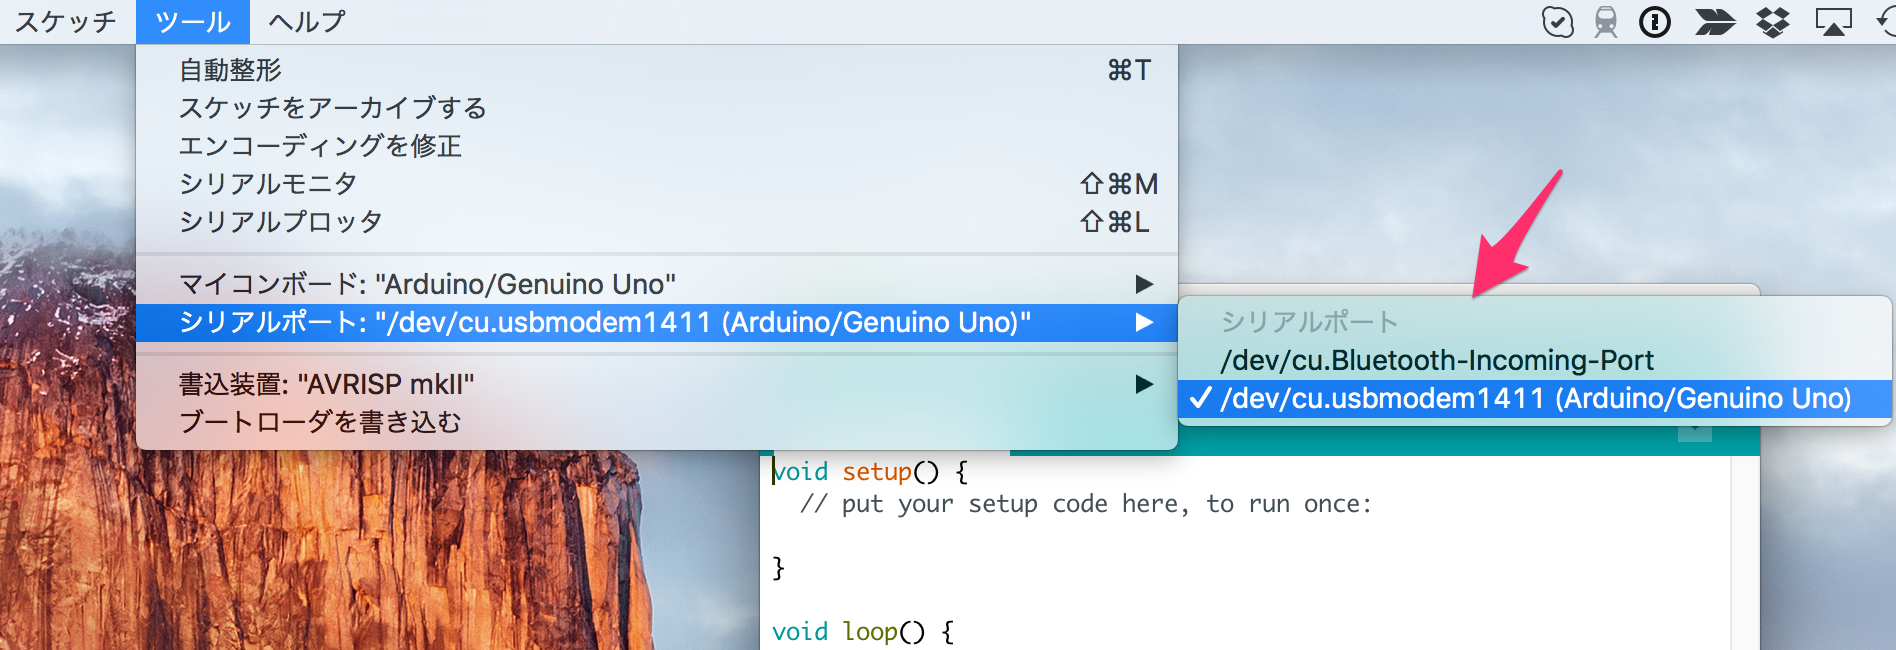 スケッチ ツール ヘルプ
自動整形 ⌘T
スケッチをアーカイブする
エンコーディングを修正
シリアルモニタ ⇧⌘M
シリアルプロッタ ⇧⌘L
マイコンボード: "Arduino/Genuino Uno"
シリアルポート: "/dev/cu.usbmodem1411 (Arduino/Genuino Uno)"
書込装置: "AVRISP mkII"
ブートローダを書き込む
シリアルポート
/dev/cu.Bluetooth-Incoming-Port
/dev/cu.usbmodem1411 (Arduino/Genuino Uno)
void setup() {
// put your setup code here, to run once:
}
void loop() {